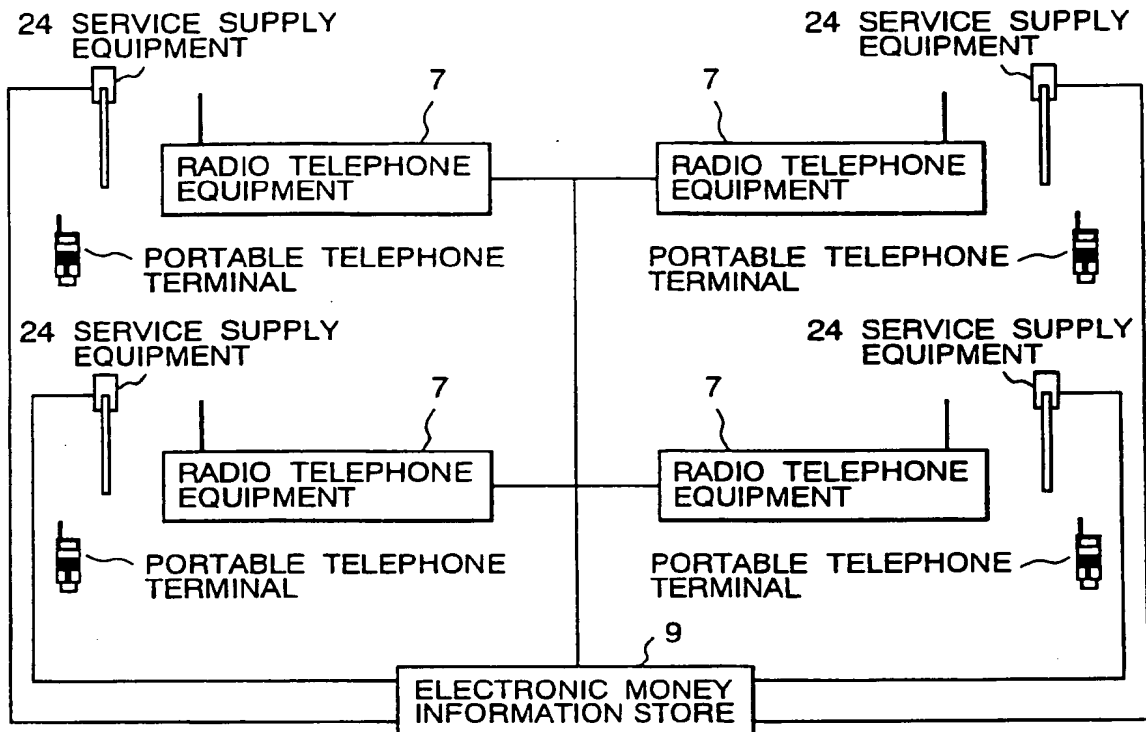 24 SERVICE SUPPLY
EQUIPMENT
24 SERVICE SUPPLY
EQUIPMENT
7
7
RADIO TELEPHONE
EQUIPMENT
RADIO TELEPHONE
EQUIPMENT
PORTABLE TELEPHONE
TERMINAL
PORTABLE TELEPHONE
TERMINAL
24 SERVICE SUPPLY
EQUIPMENT
24 SERVICE SUPPLY
EQUIPMENT
7
7
RADIO TELEPHONE
EQUIPMENT
RADIO TELEPHONE
EQUIPMENT
PORTABLE TELEPHONE
TERMINAL
PORTABLE TELEPHONE
TERMINAL
9
ELECTRONIC MONEY
INFORMATION STORE